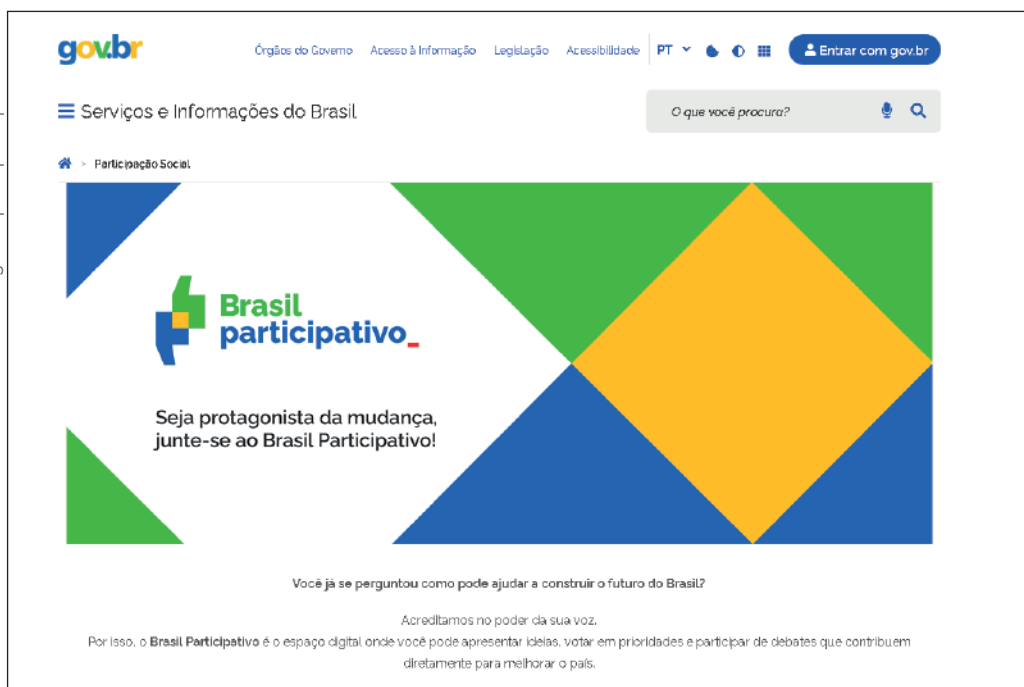 gov.br
Órgãos do Governo Acesso à Informação Legislação Acessibilidade PT Entrar com gov.br
Serviços e Informações do Brasil O que você procura?
> Participação Social
Brasil
participativo_
Seja protagonista da mudança,
junte-se ao Brasil Participativo!
Você já se perguntou como pode ajudar a construir o futuro do Brasil?
Acreditamos no poder da sua voz.
Por isso, o Brasil Participativo é o espaço digital onde você pode apresentar ideias, votar em prioridades e participar de debates que contribuem
diretamente para melhorar o país.